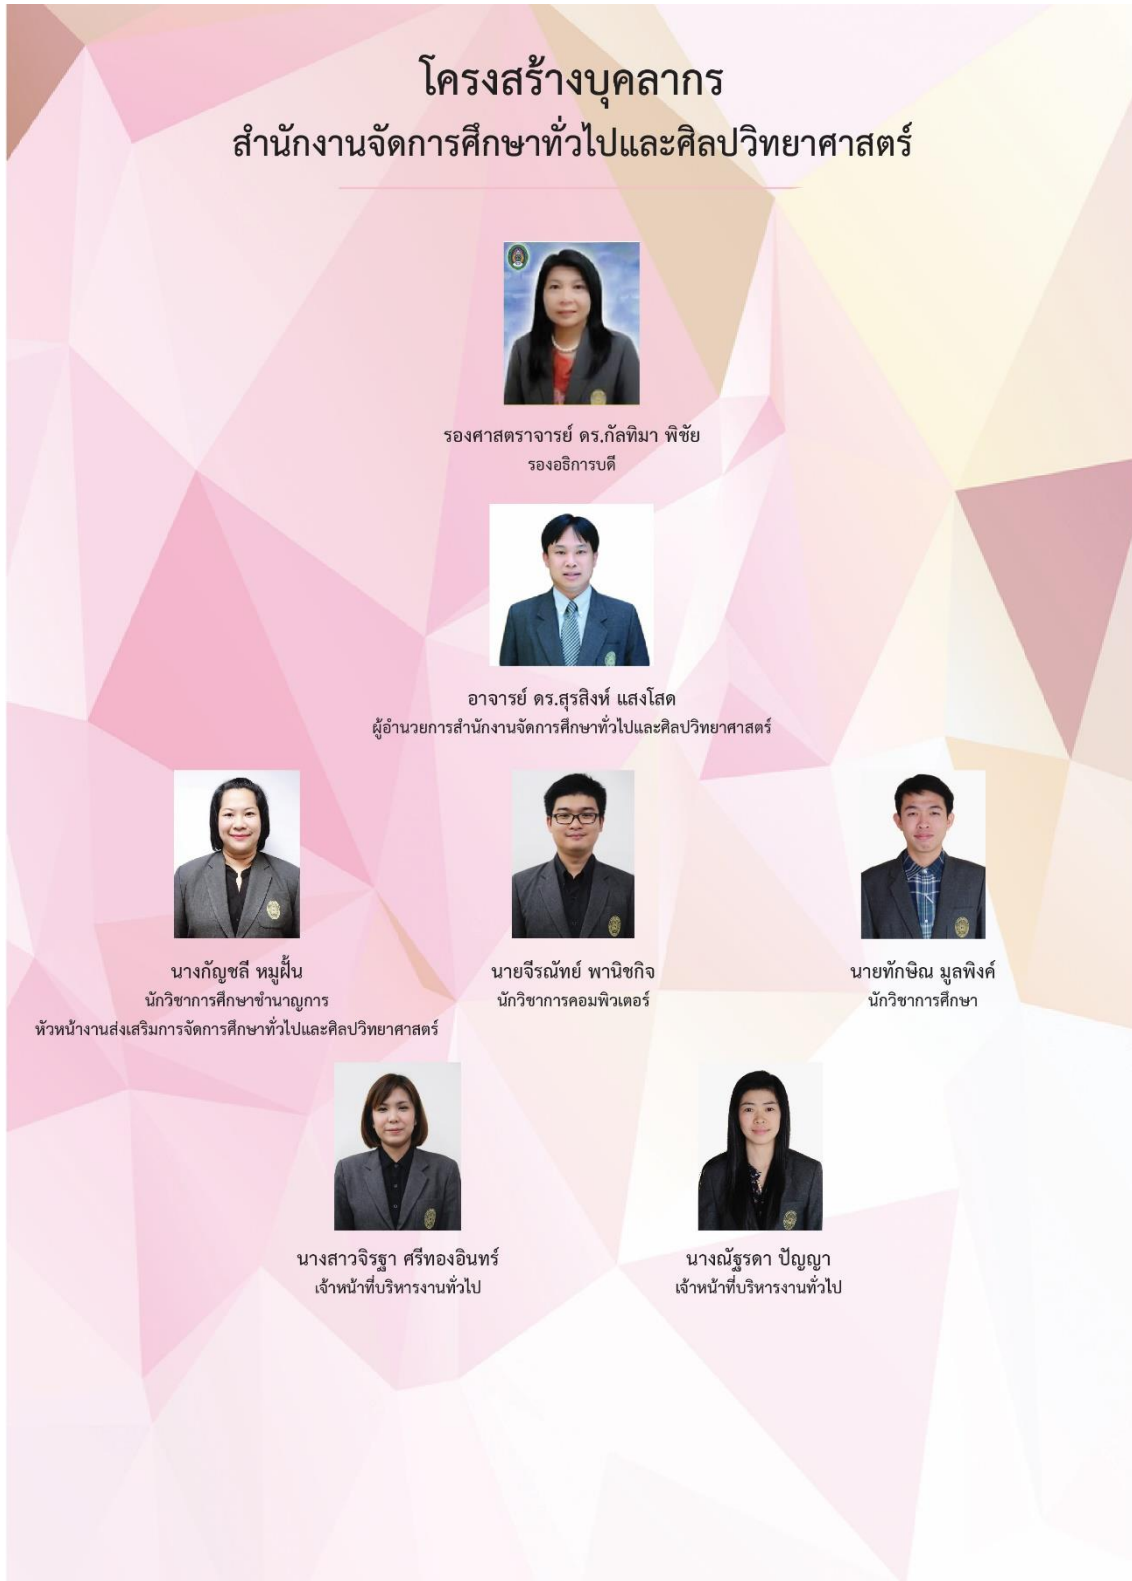 โครงสร้างบุคลากร
สำนักงานจัดการศึกษาทั่วไปและศิลปวิทยาศาสตร์
รองศาสตราจารย์ ดร.กัลทิมา พิชัย
รองอธิการบดี
อาจารย์ ดร.สุรสิงห์ แสงโสด
ผู้อำนวยการสำนักงานจัดการศึกษาทั่วไปและศิลปวิทยาศาสตร์
นางกัญชลี หมูฝั้น
นักวิชาการศึกษาชำนาญการ
หัวหน้างานส่งเสริมการจัดการศึกษาทั่วไปและศิลปวิทยาศาสตร์
นายจีรณัทย์ พานิชกิจ
นักวิชาการคอมพิวเตอร์
นายทักษิณ มูลพิงค์
นักวิชาการศึกษา
นางสาวจิรฐา ศรีทองอินทร์
เจ้าหน้าที่บริหารงานทั่วไป
นางณัฐรดา ปัญญา
เจ้าหน้าที่บริหารงานทั่วไป